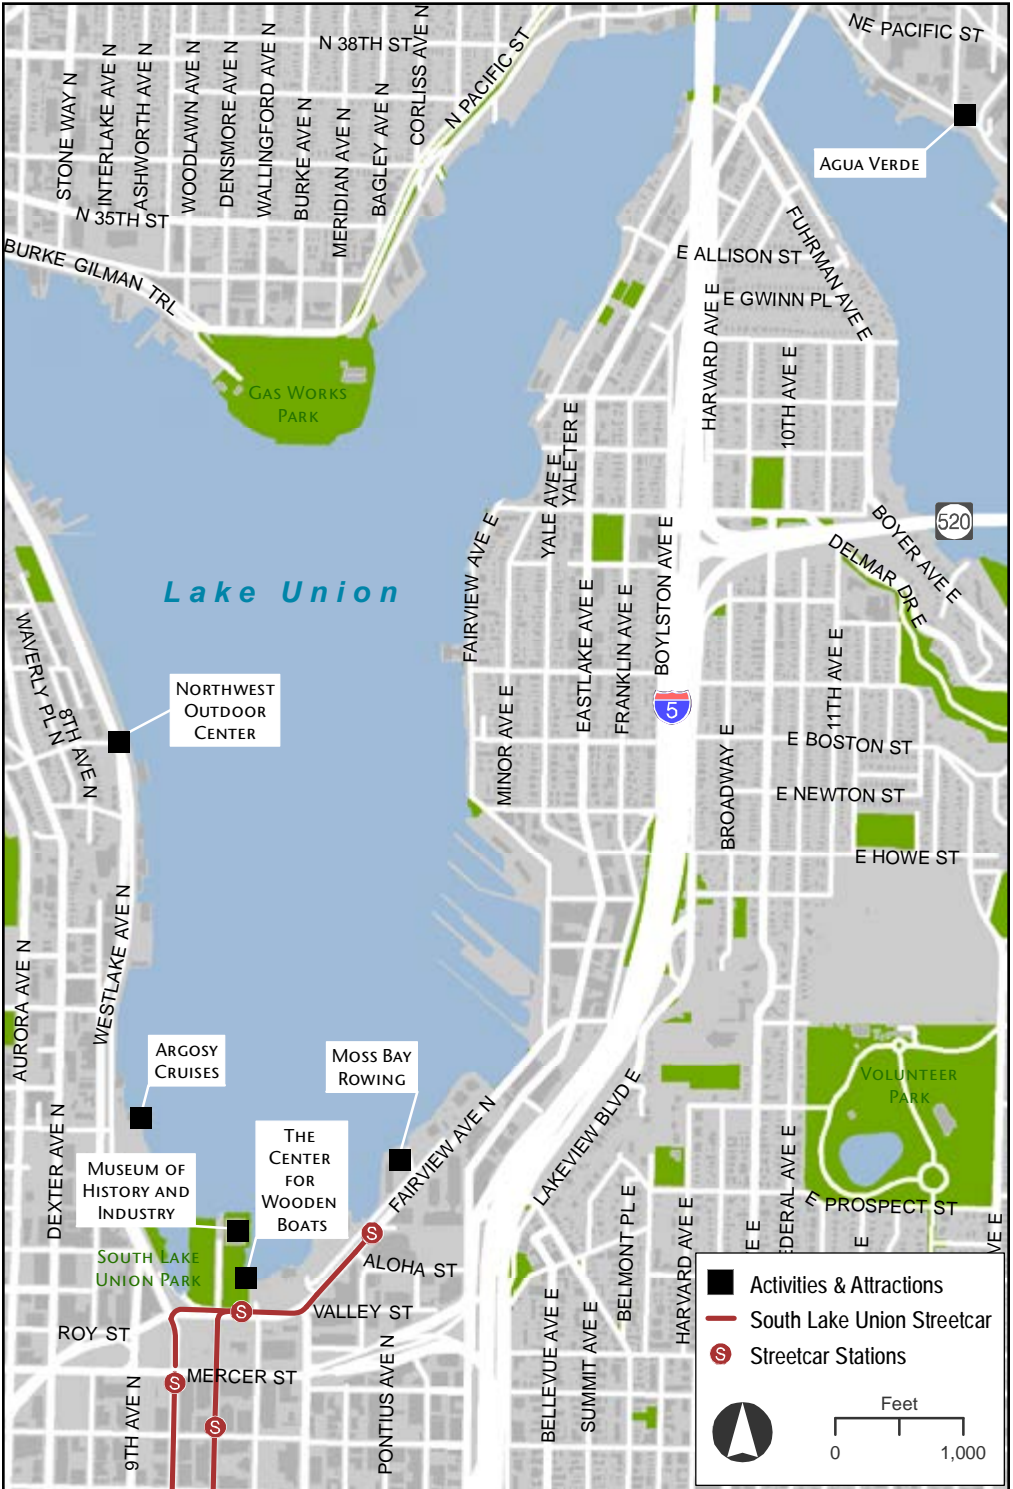 NE PACIFIC ST
N 38TH ST
CORLISS AVE N
N PACIFIC ST
STONE WAY N
INTERLAKE AVE N
ASHWORTH AVE N
WOODLAWN AVE N
DENSMORE AVE N
WALLINGFORD AVE N
BURKE AVE N
MERIDIAN AVE N
BAGLEY AVE N
AGUA VERDE
N 35TH ST
BURKE GILMAN TRL
E ALLISON ST
FUHRMAN AVE E
E GWINN PL
HARVARD AVE E
10TH AVE E
GAS WORKS
PARK
YALE TER E
YALE AVE E
FAIRVIEW AVE E
BOYLSTON AVE E
520
BOYER AVE E
DELMAR DR E
Lake Union
EASTLAKE AVE E
FRANKLIN AVE E
WAVERLY PL N
8TH AVE N
NORTHWEST
OUTDOOR
CENTER
MINOR AVE E
5
11TH AVE E
BROADWAY E
E BOSTON ST
E NEWTON ST
E HOWE ST
WESTLAKE AVE N
AURORA AVE N
ARGOSY
CRUISES
MOSS BAY
ROWING
VOLUNTEER
PARK
LAKEVIEW BLVD E
FAIRVIEW AVE N
DEXTER AVE N
THE
CENTER
FOR
WOODEN
BOATS
MUSEUM OF
HISTORY AND
INDUSTRY
SOUTH LAKE
UNION PARK
S
ALOHA ST
E PROSPECT ST
BELMONT PL E
HARVARD AVE E
EDERAL AVE E
E
E
VE E
VE E
S
VALLEY ST
ROY ST
S
MERCER ST
S
9TH AVE N
PONTIUS AVE N
BELLEVUE AVE E
SUMMIT AVE E
Activities & Attractions
South Lake Union Streetcar
S
Streetcar Stations
Feet
0
1,000